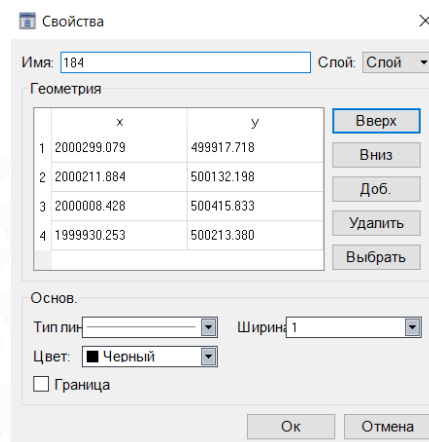 Свойства
Имя: 184 Слой: Слой
Геометрия
x y
1 2000299.079 499917.718
2 2000211.884 500132.198
3 2000008.428 500415.833
4 1999930.253 500213.380
Вверх
Вниз
Доб.
Удалить
Выбрать
Основ.
Тип лин Ширина 1
Цвет: Черный
Граница
Ок Отмена